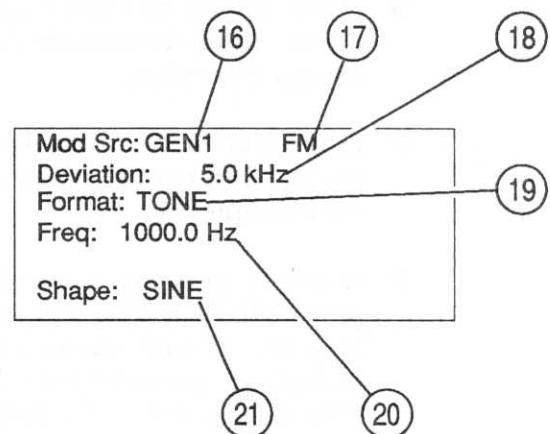 16 17 18
Mod Src: GEN1 FM
Deviation: 5.0 kHz
Format: TONE
19
Freq: 1000.0 Hz
Shape: SINE
21 20